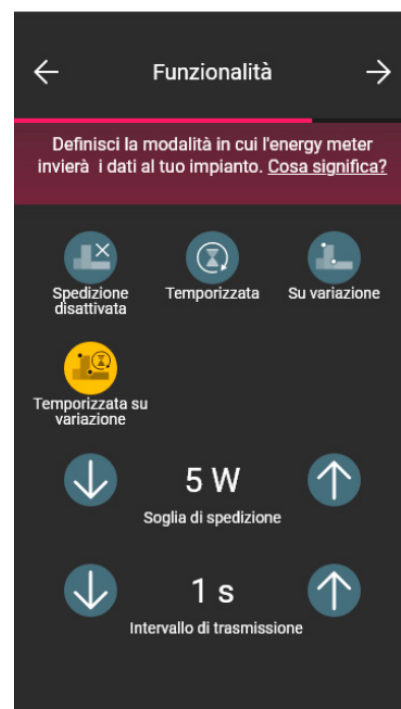 Funzionalità
Definisci la modalità in cui l'energy meter
invierà i dati al tuo impianto. Cosa significa?
Spedizione
disattivata
Temporizzata
Su variazione
Temporizzata su
variazione
5 W
Soglia di spedizione
1 s
Intervallo di trasmissione